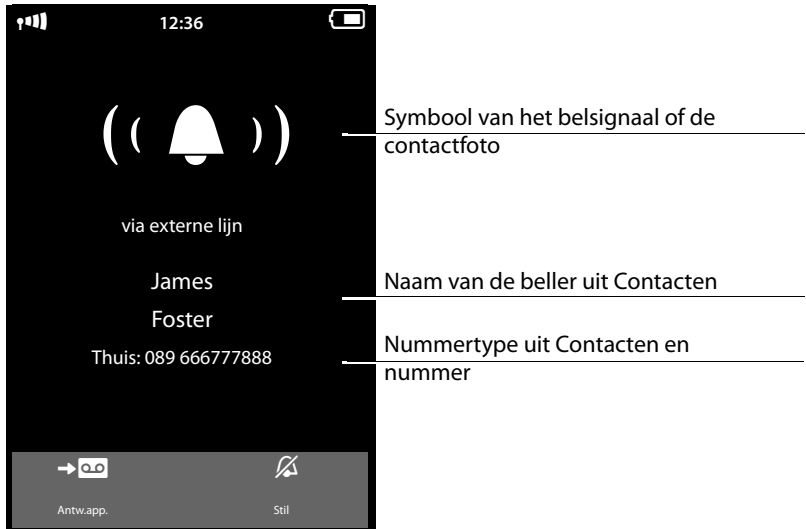 12:36
Symbool van het belsignaal of de
contactfoto
via externe lijn
James
Naam van de beller uit Contacten
Foster
Thuis: 089 666777888
Nummertype uit Contacten en
nummer
Antw.app.
Stil